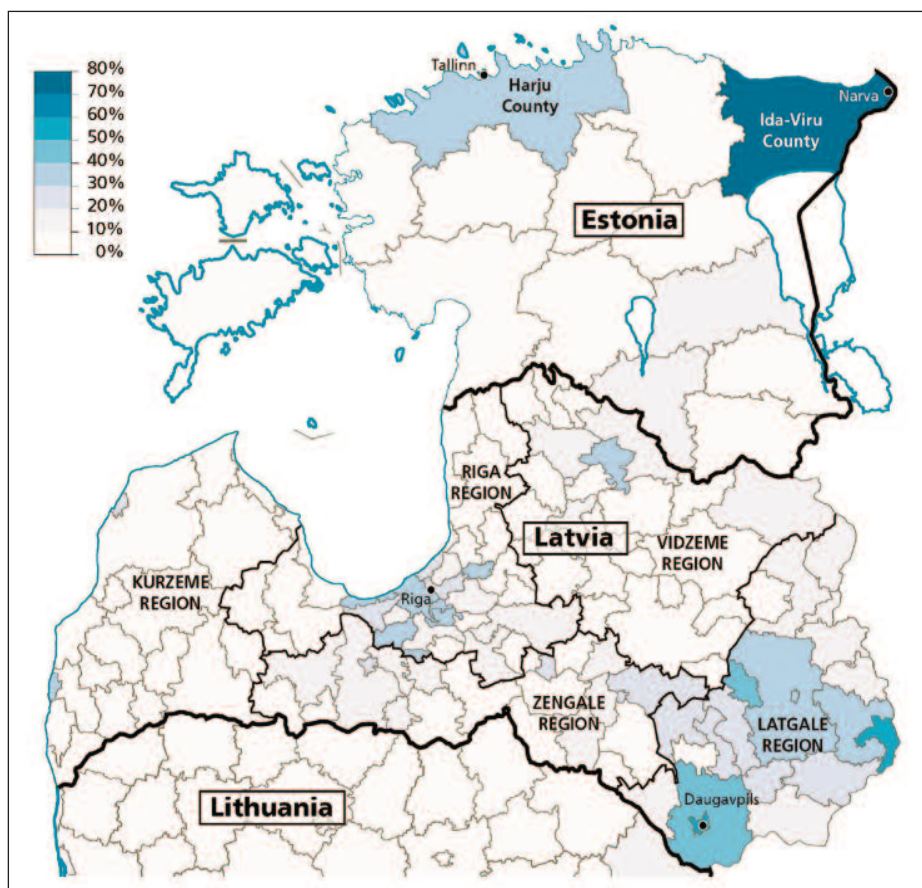 80%
70%
60%
50%
40%
30%
20%
10%
0%
Tallinn
Harju
County
Narva
Ida-Viru
County
Estonia
RIGA
REGION
Latvia
VIDZEME
REGION
KURZEME
REGION
Riga
ZENGALE
REGION
LATGALE
REGION
Lithuania
Daugavpils